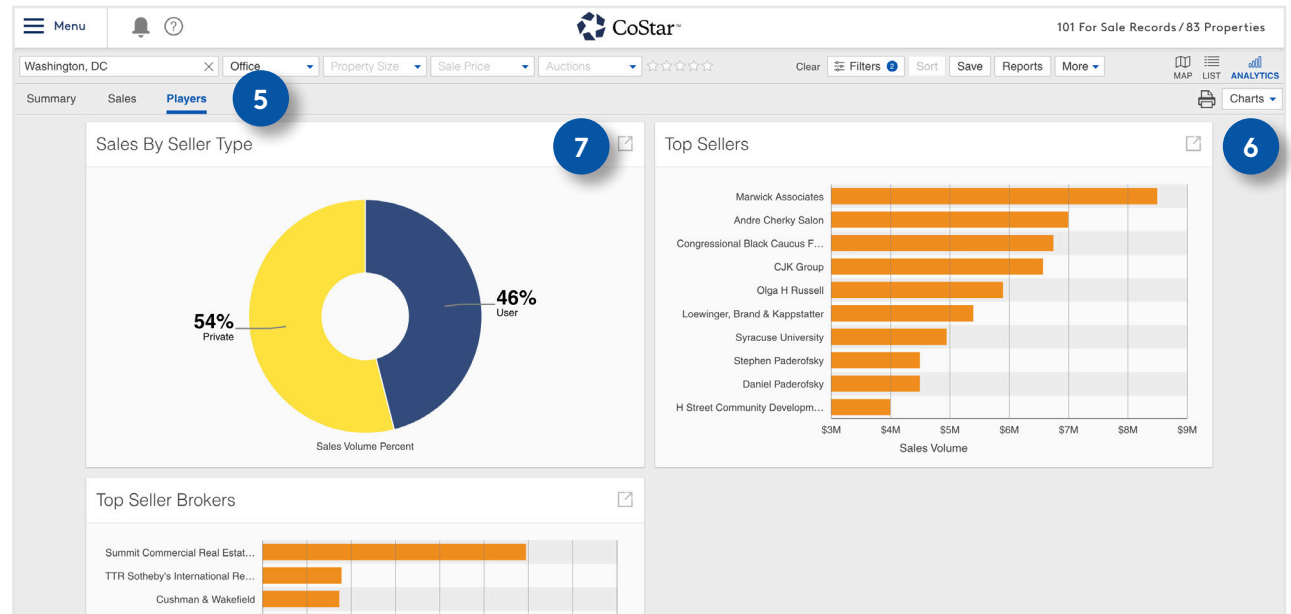 Menu
?
CoStar™
101 For Sale Records / 83 Properties
Washington, DC
Office
Property Size
Sale Price
Auctions
Clear
Filters 2
Sort
Save
Reports
More
MAP
LIST
ANALYTICS
Summary
Sales
Players
5
Charts
Sales By Seller Type
7
Top Sellers
6
54%
Private
46%
User
Sales Volume Percent
Marwick Associates
Andre Cherky Salon
Congressional Black Caucus F...
CJK Group
Olga H Russell
Loewinger, Brand & Kappstatter
Syracuse University
Stephen Paderofsky
Daniel Paderofsky
H Street Community Developm...
$3M $4M $5M $6M $7M $8M $9M
Sales Volume
Top Seller Brokers
Summit Commercial Real Estat...
TTR Sotheby's International Re...
Cushman & Wakefield